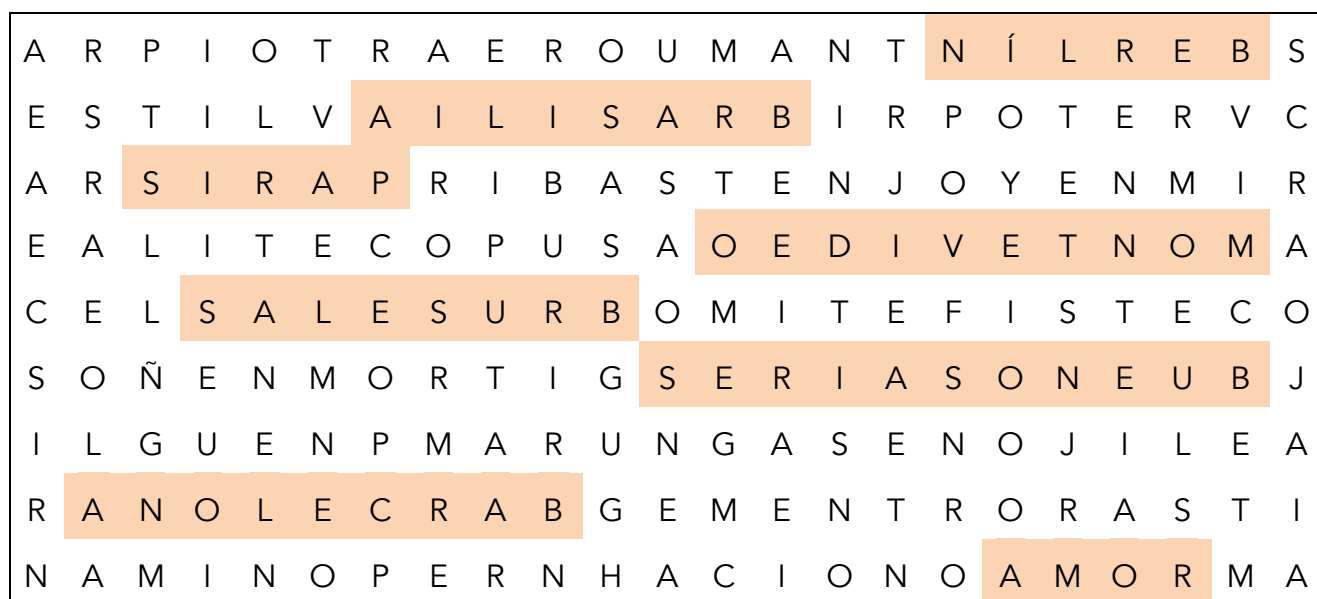 A R P I O T R A E R O U M A N T N Í L R E B S
E S T I L V A I L I S A R B I R P O T E R V C
A R S I R A P R I B A S T E N J O Y E N M I R
E A L I T E C O P U S A O E D I V E T N O M A
C E L S A L E S U R B O M I T E F I S T E C O
S O Ñ E N M O R T I G S E R I A S O N E U B J
I L G U E N P M A R U N G A S E N O J I L E A
R A N O L E C R A B G E M E N T R O R A S T I
N A M I N O P E R N H A C I O N O A M O R M A